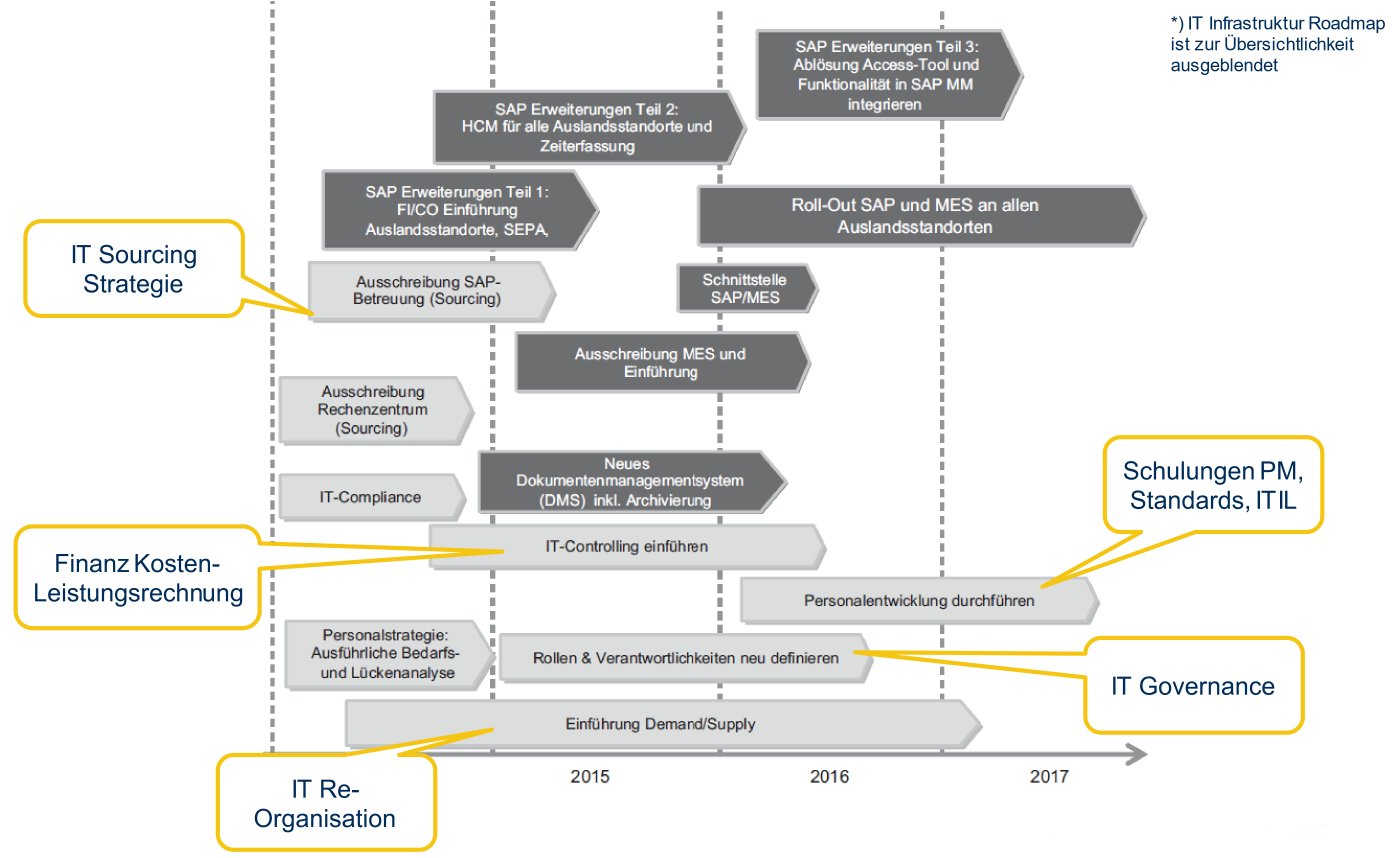 *) IT Infrastruktur Roadmap
ist zur Übersichtlichkeit
ausgeblendet
SAP Erweiterungen Teil 3:
Ablösung Access-Tool und
Funktionalität in SAP MM
integrieren
SAP Erweiterungen Teil 2:
HCM für alle Auslandsstandorte und
Zeiterfassung
SAP Erweiterungen Teil 1:
FI/CO Einführung
Auslandsstandorte, SEPA,
Roll-Out SAP und MES an allen
Auslandsstandorten
IT Sourcing
Strategie
Ausschreibung SAP-
Betreuung (Sourcing)
Schnittstelle
SAP/MES
Ausschreibung MES und
Einführung
Ausschreibung
Rechenzentrum
(Sourcing)
Neues
Dokumentenmanagementsystem
(DMS) inkl. Archivierung
IT-Compliance
Schulungen PM,
Standards, ITIL
Finanz Kosten-
Leistungsrechnung
IT-Controlling einführen
Personalentwicklung durchführen
Personalstrategie:
Ausführliche Bedarfs-
und Lückenanalyse
Rollen & Verantwortlichkeiten neu definieren
IT Governance
Einführung Demand/Supply
IT Re-
Organisation
2015
2016
2017